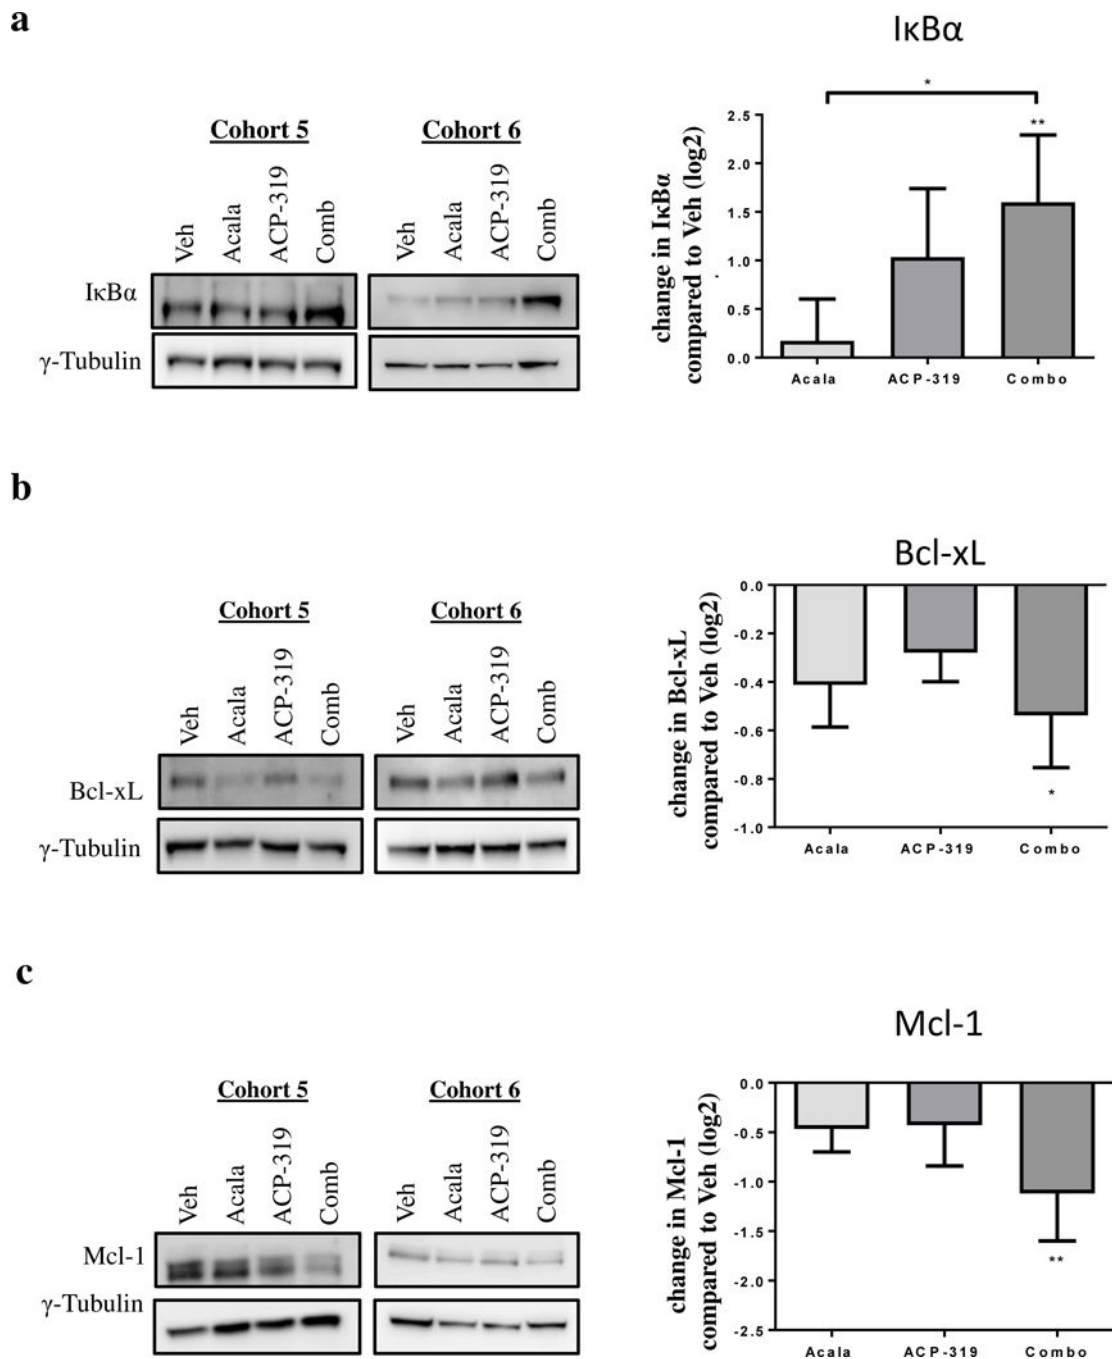 a
IκBα
Cohort 5 Cohort 6
Veh Acala ACP-319 Comb Veh Acala ACP-319 Comb
IκBα
γ-Tubulin
change in IκBα
compared to Veh (log2)
*
**
2.5
2.0
1.5
1.0
0.5
0.0
Acala ACP-319 Combo
b
Bcl-xL
Cohort 5 Cohort 6
Veh Acala ACP-319 Comb Veh Acala ACP-319 Comb
Bcl-xL
γ-Tubulin
change in Bcl-xL
compared to Veh (log2)
0.0
-0.2
-0.4
-0.6
-0.8
-1.0
*
Acala ACP-319 Combo
c
Mcl-1
Cohort 5 Cohort 6
Veh Acala ACP-319 Comb Veh Acala ACP-319 Comb
Mcl-1
γ-Tubulin
change in Mcl-1
compared to Veh (log2)
0.0
-0.5
-1.0
-1.5
-2.0
-2.5
**
Acala ACP-319 Combo